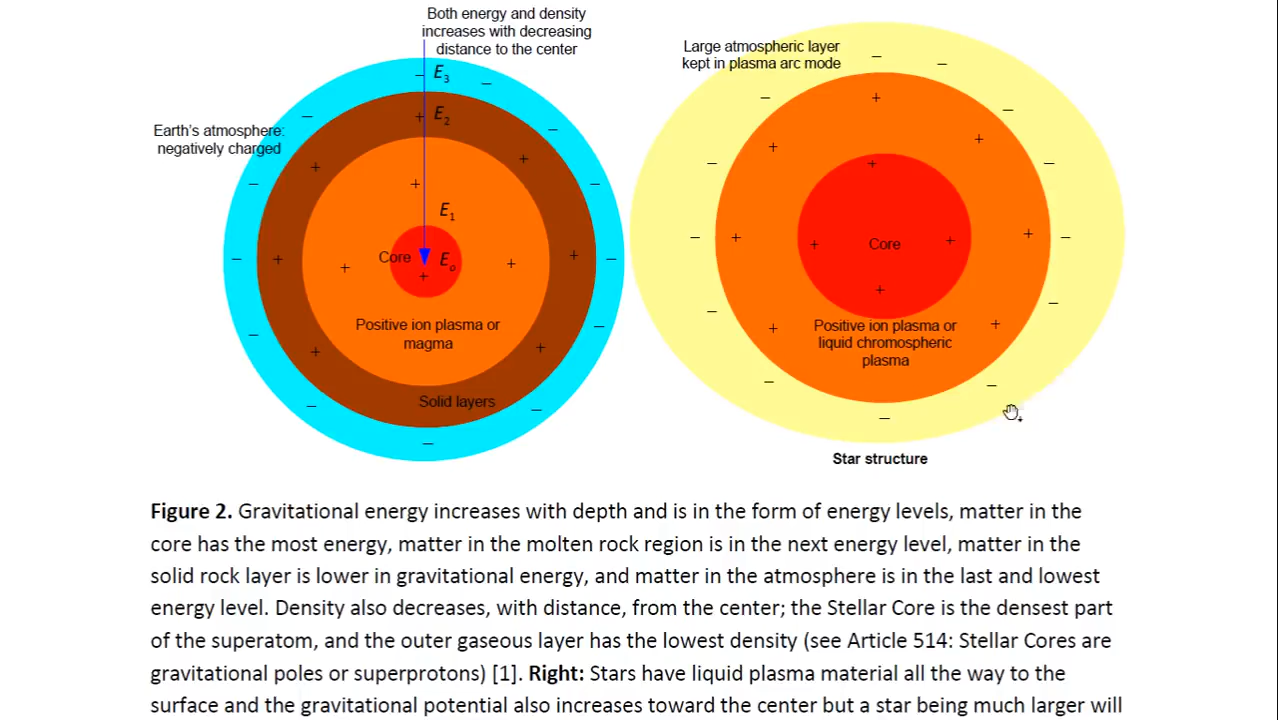 Both energy and density
increases with decreasing
distance to the center
E3
E2
Earth's atmosphere:
negatively charged
E1
Core
Eo
Positive ion plasma or
magma
Solid layers
Large atmospheric layer
kept in plasma arc mode
Core
Positive ion plasma or
liquid chromospheric
plasma
Star structure
Figure 2. Gravitational energy increases with depth and is in the form of energy levels, matter in the
core has the most energy, matter in the molten rock region is in the next energy level, matter in the
solid rock layer is lower in gravitational energy, and matter in the atmosphere is in the last and lowest
energy level. Density also decreases, with distance, from the center; the Stellar Core is the densest part
of the superatom, and the outer gaseous layer has the lowest density (see Article 514: Stellar Cores are
gravitational poles or superprotons) [1]. Right: Stars have liquid plasma material all the way to the
surface and the gravitational potential also increases toward the center but a star being much larger will